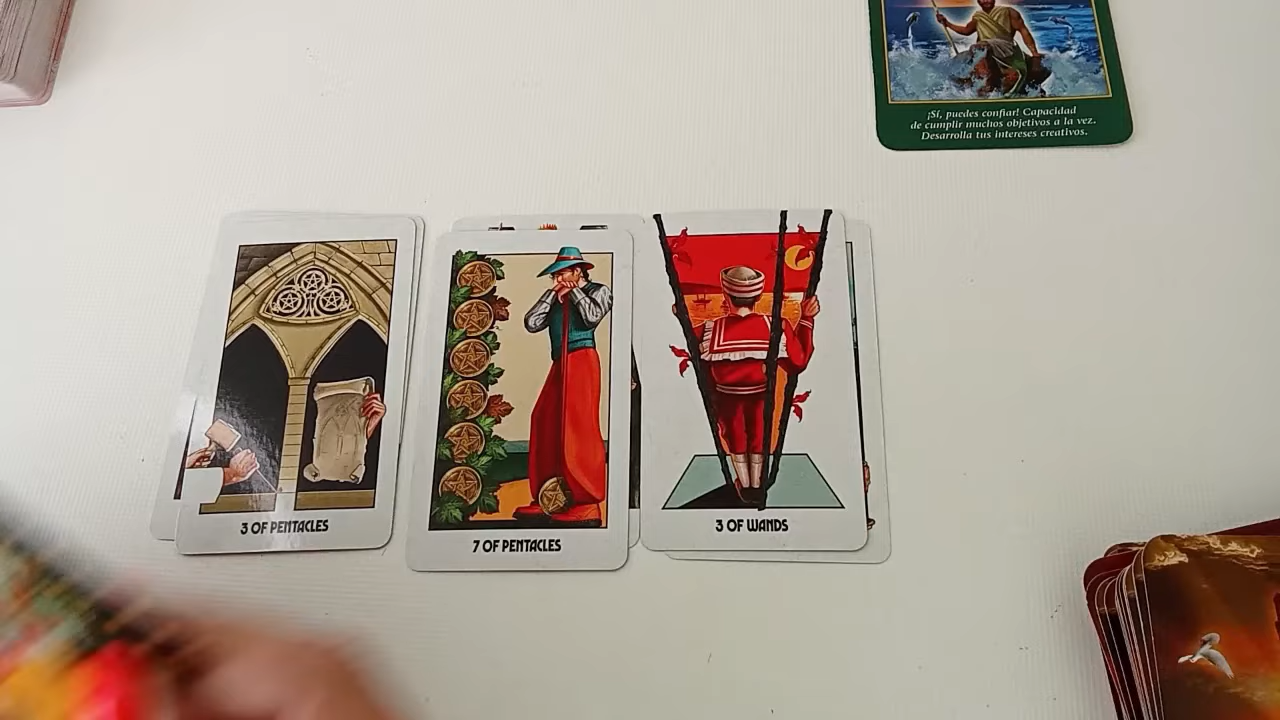 ¡Sí, puedes confiar! Capacidad
de cumplir muchos objetivos a la vez.
Desarrolla tus intereses creativos.
3 OF PENTACLES
7 OF PENTACLES
3 OF WANDS